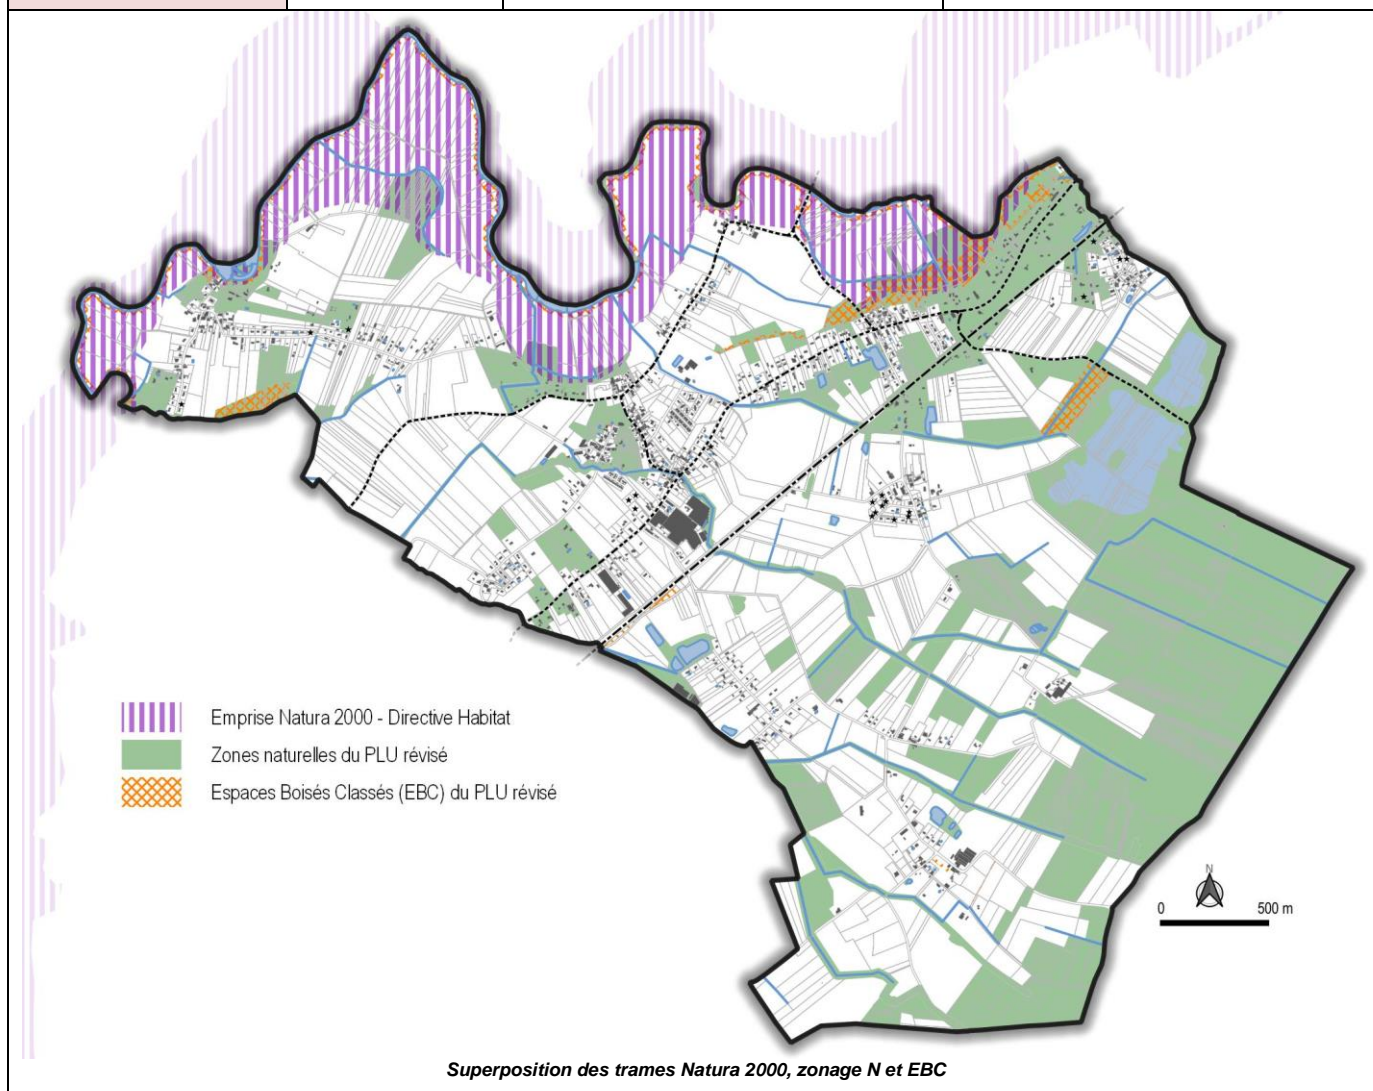 Emprise Natura 2000 - Directive Habitat
Zones naturelles du PLU révisé
Espaces Boisés Classés (EBC) du PLU révisé
N
0 500 m
Superposition des trames Natura 2000, zonage N et EBC